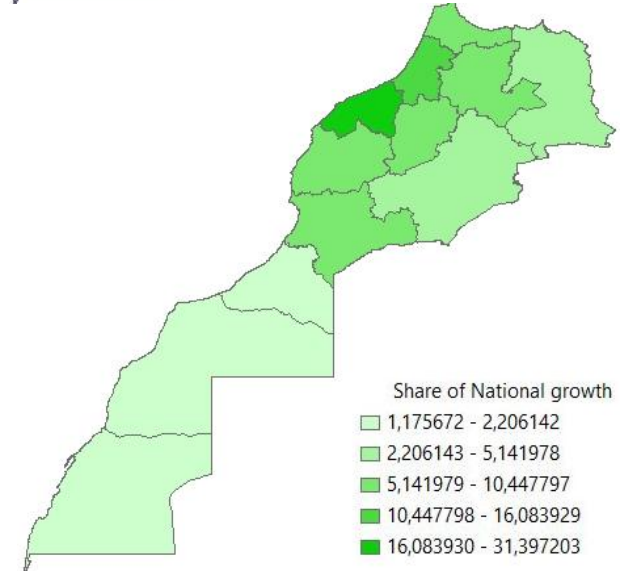 Share of National growth
1,175672 - 2,206142
2,206143 - 5,141978
5,141979 - 10,447797
10,447798 - 16,083929
16,083930 - 31,397203